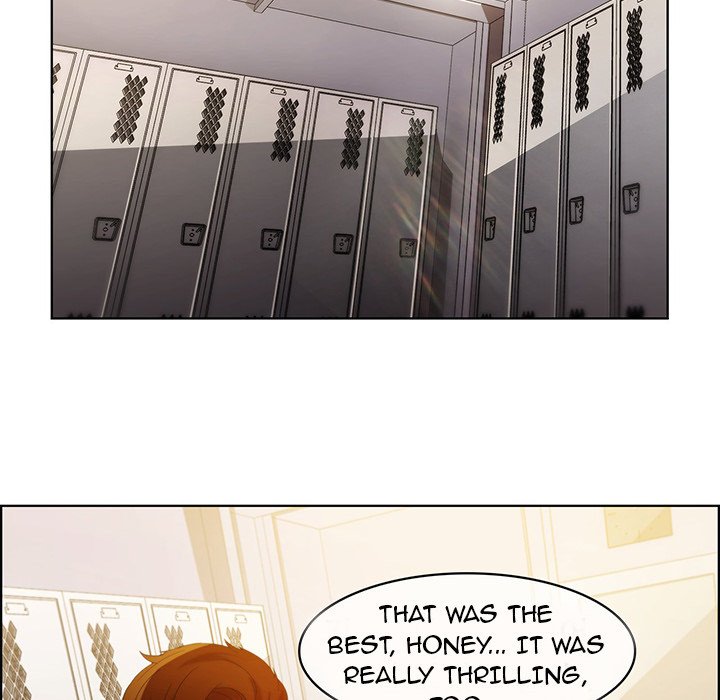 THAT WAS THE
BEST, HONEY... IT WAS
REALLY THRILLING,